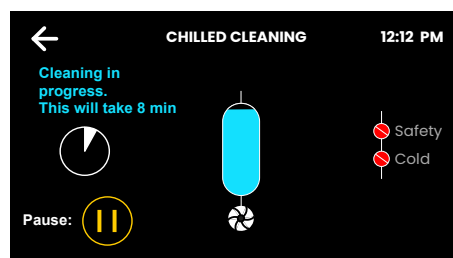 CHILLED CLEANING
12:12 PM
Cleaning in
progress.
This will take 8 min
Safety
Cold
Pause: